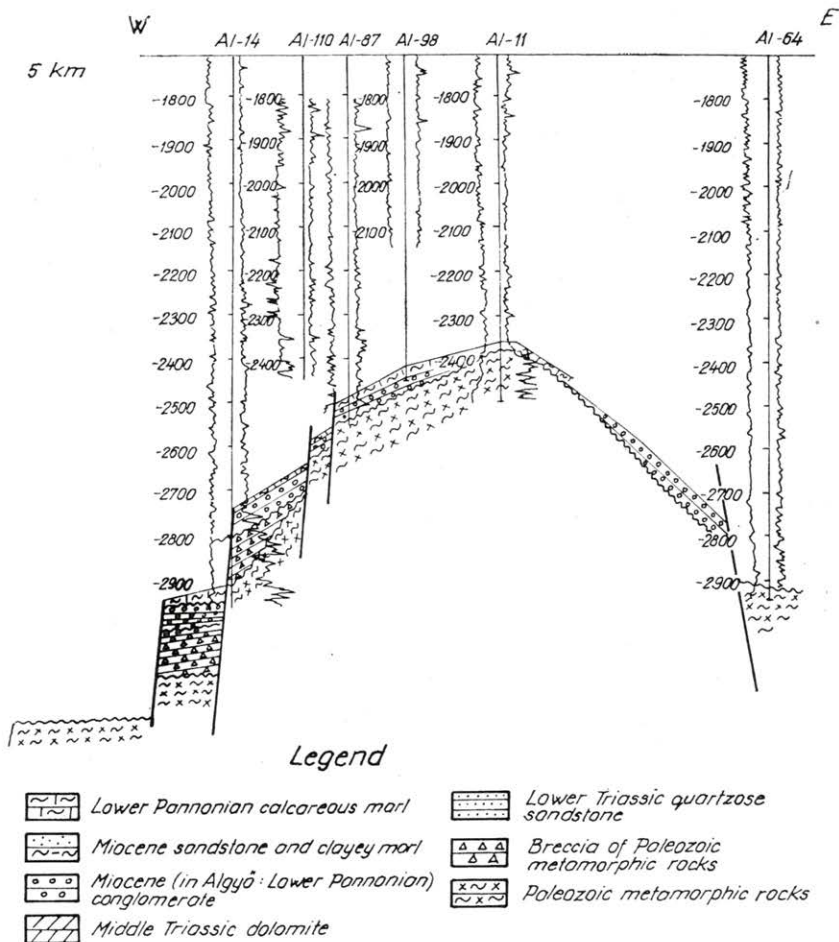 W E
Al-14 Al-110 Al-87 Al-98 Al-11 Al-64
5 km
-1800 -1800 -1800 -1800 -1800
-1900 -1900 -1900 -1900 -1900
-2000 -2000 -2000 -2000 -2000
-2100 -2100 -2100 -2100 -2100
-2200 -2200 -2200 -2200
-2300 -2300 -2300 -2300
-2400 -2400 -2400 -2400
-2500 -2500
-2600 -2600
-2700 -2700
-2800 -2800
-2900 -2900
Legend
Lower Pannonian calcareous marl
Miocene sandstone and clayey marl
Miocene (in Algyő: Lower Pannonian)
conglomerate
Middle Triassic dolomite
Lower Triassic quartzose
sandstone
Breccia of Paleozoic
metamorphic rocks
Paleozoic metamorphic rocks